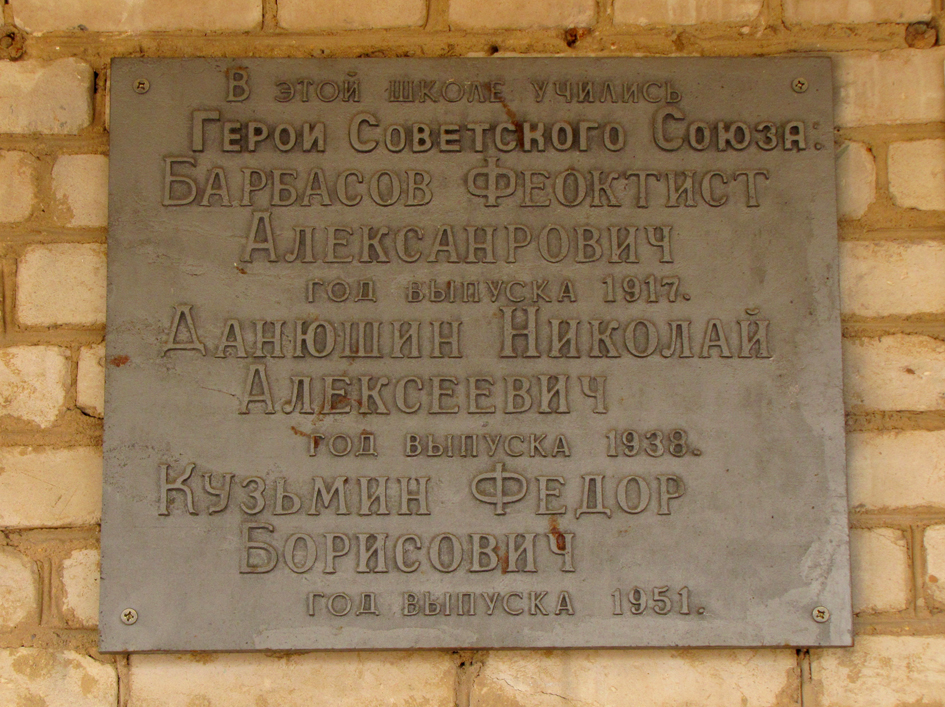 В этой школе учились
Герои Советского Союза:
Барбасов Феоктист
Александрович
год выпуска 1917.
Данюшин Николай
Алексеевич
год выпуска 1938.
Кузьмин Федор
Борисович
год выпуска 1951.